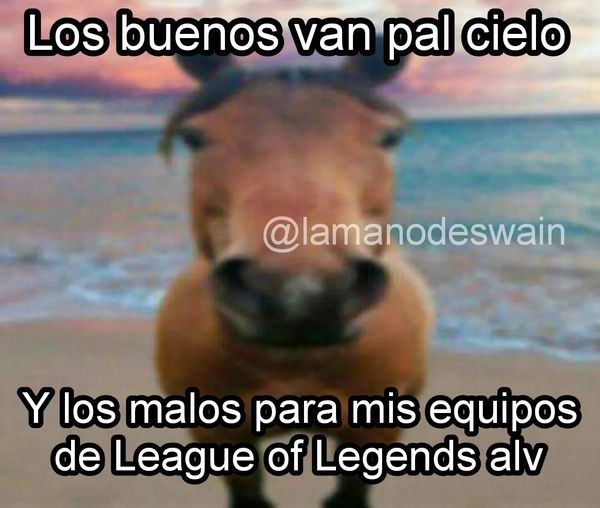 Los buenos van pal cielo
@lamanodeswain
Y los malos para mis equipos
de League of Legends alv